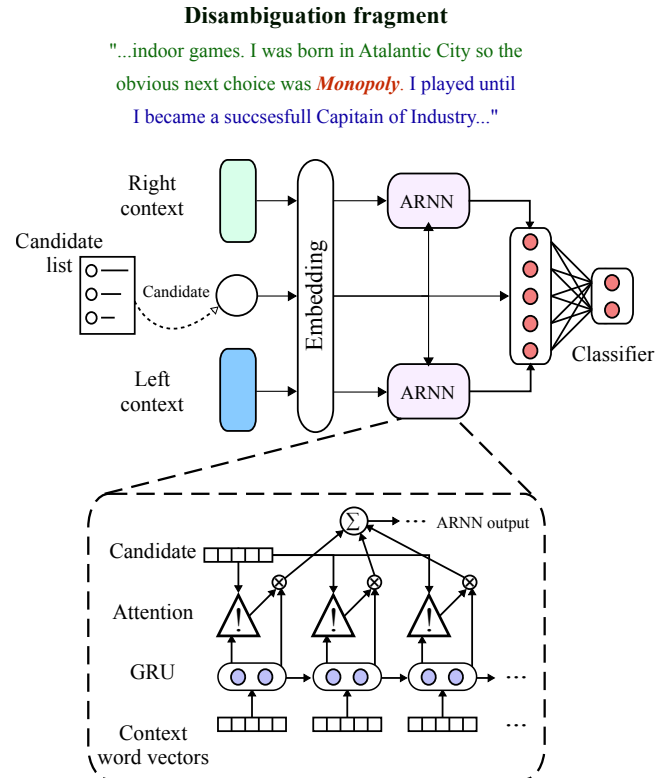 Disambiguation fragment
"...indoor games. I was born in Atalantic City so the
obvious next choice was Monopoly. I played until
I became a succsesfull Capitain of Industry..."
Right
context
ARNN
Candidate
list
Candidate
Embedding
Classifier
Left
context
ARNN
Σ
... ARNN output
Candidate
Attention
! ! !
GRU
...
Context
word vectors
...